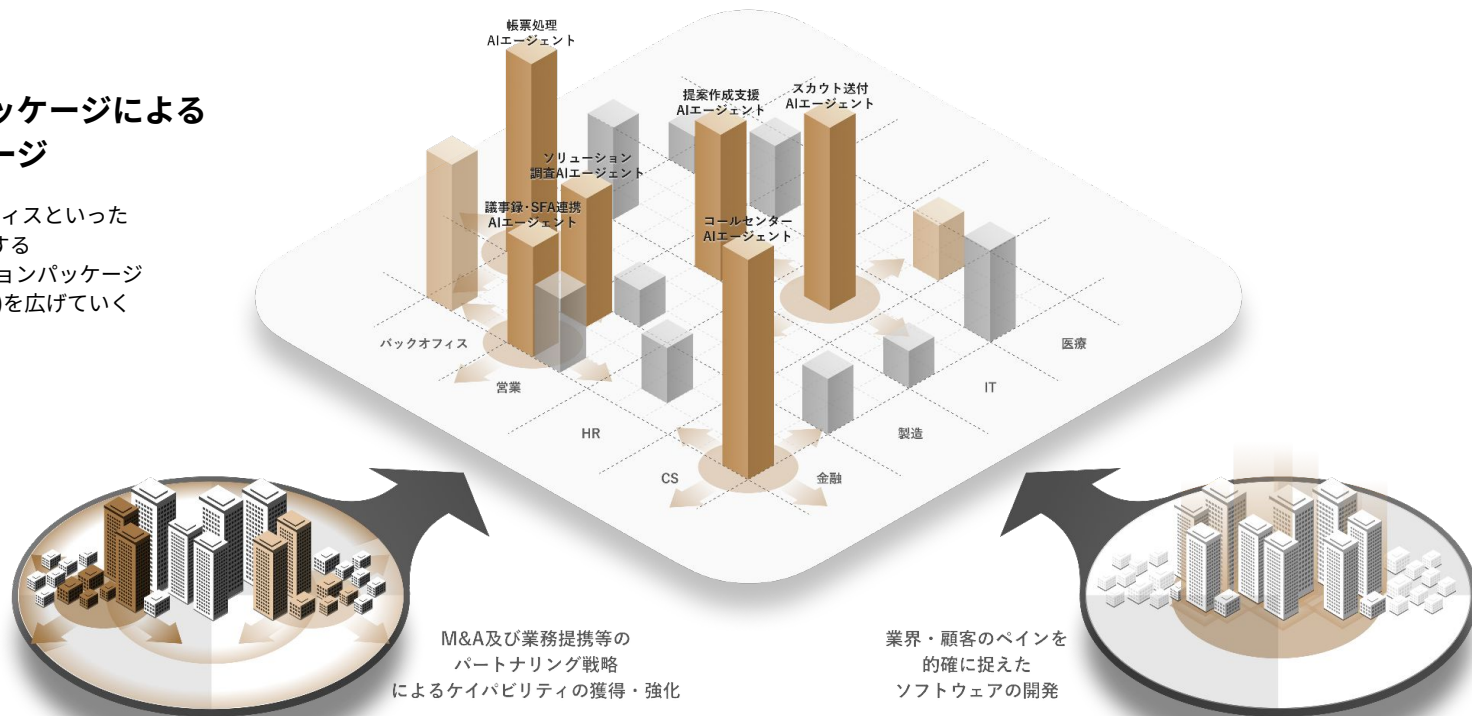 ッケージによる
ージ
ィスといった
する
ョンパッケージ
)を広げていく
帳票処理
AIエージェント
提案作成支援
AIエージェント
スカウト送付
AIエージェント
ソリューション
調査AIエージェント
議事録・SFA連携
AIエージェント
コールセンター
AIエージェント
バックオフィス
営業
HR
CS
金融
製造
IT
医療
M&A及び業務提携等の
パートナリング戦略
によるケイパビリティの獲得・強化
業界・顧客のペインを
的確に捉えた
ソフトウェアの開発